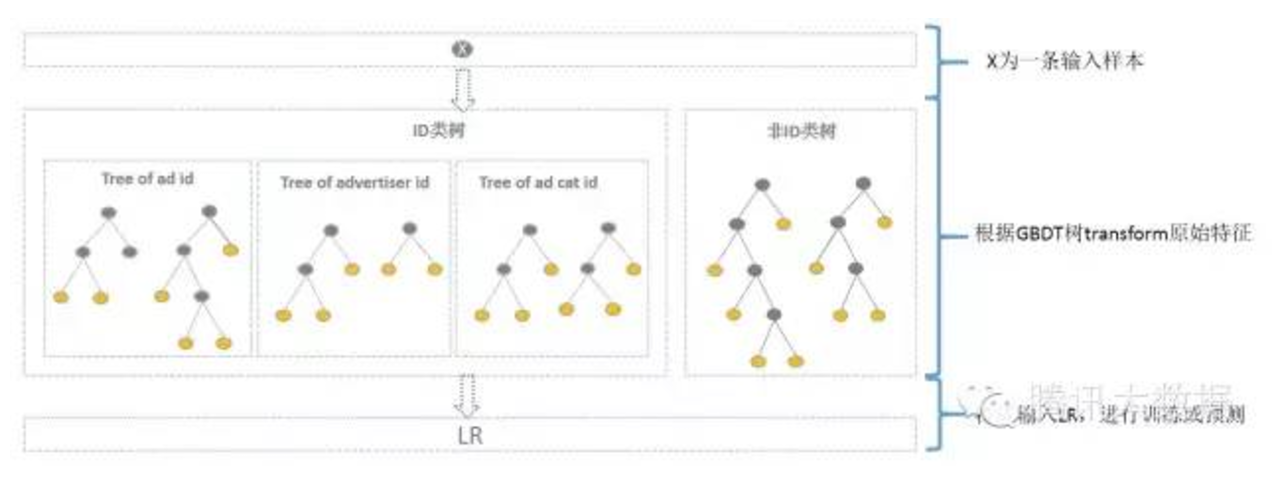 X
X为一条输入样本
ID类树
非ID类树
Tree of ad id
Tree of advertiser id
Tree of ad cat id
根据GBDT树transform原始特征
腾讯大数据
输入LR，进行训练或预测
LR